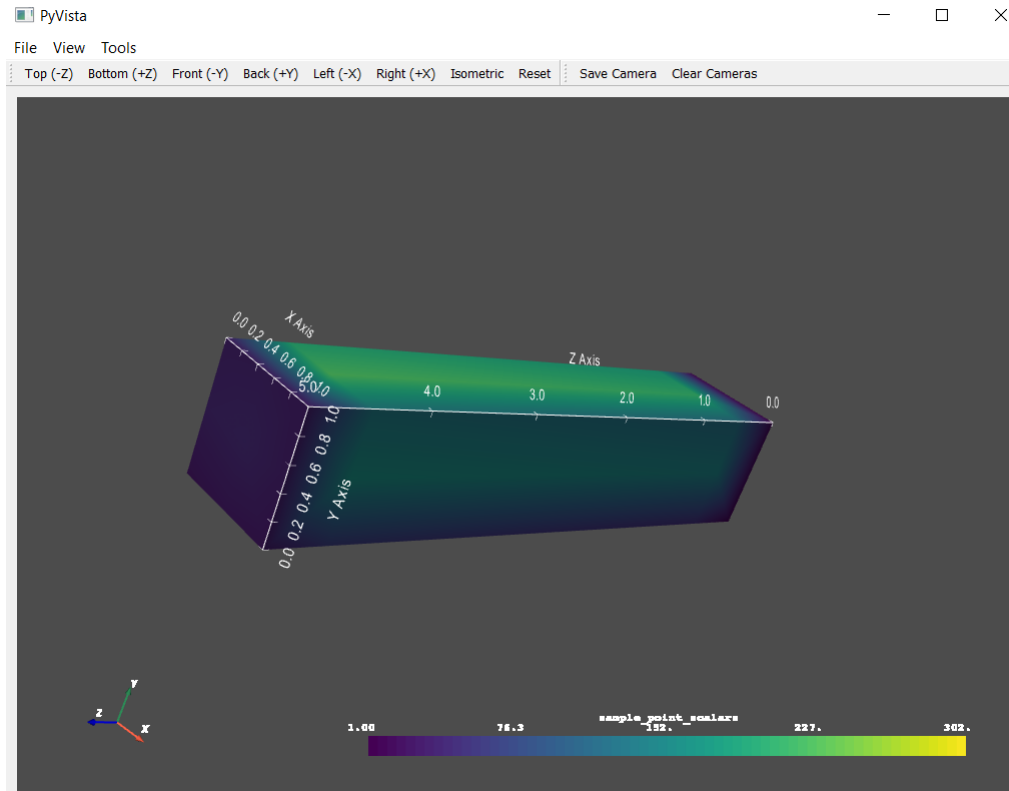 PyVista
File View Tools
Top (-Z) Bottom (+Z) Front (-Y) Back (+Y) Left (-X) Right (+X) Isometric Reset Save Camera Clear Cameras
X Axis
0.0 0.2 0.4 0.6 0.8 1.0
Z Axis
5.0 4.0 3.0 2.0 1.0 0.0
1.0
0.8
0.6
0.4
0.2
0.0
Y Axis
Y
Z
X
sample_point_scalars
1.00 76.3 152. 227. 302.